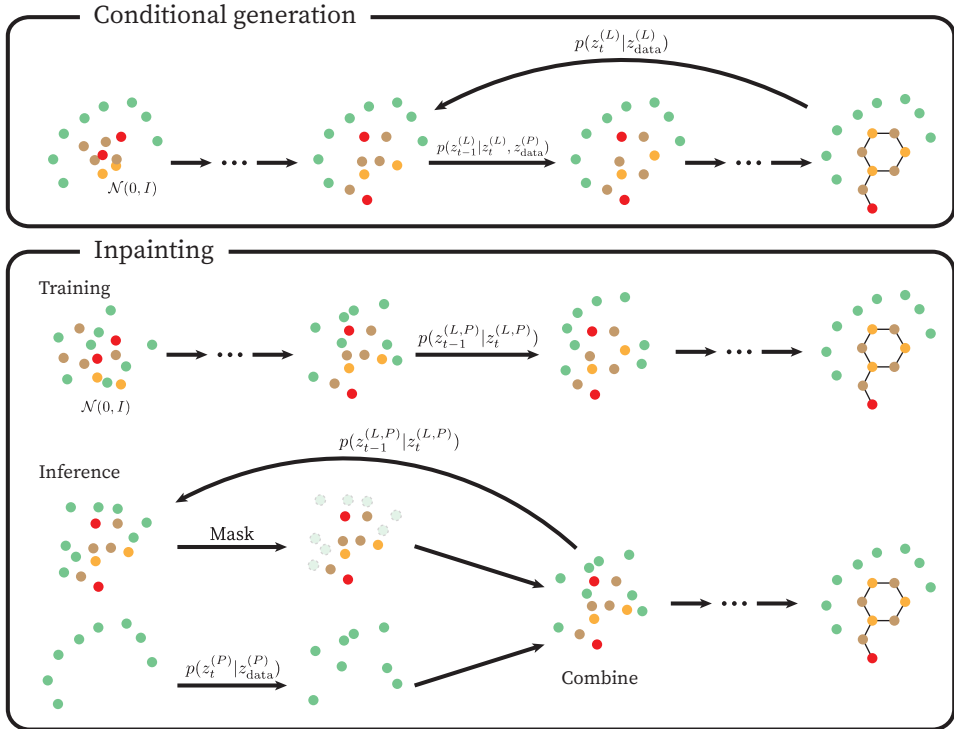 Conditional generation
p(z_t^{(L)}|z_{data}^{(L)})
p(z_{t-1}^{(L)}|z_t^{(L)}, z_{data}^{(P)})
𝒩(0, I)
Inpainting
Training
p(z_{t-1}^{(L,P)}|z_t^{(L,P)})
𝒩(0, I)
p(z_{t-1}^{(L,P)}|z_t^{(L,P)})
Inference
Mask
p(z_t^{(P)}|z_{data}^{(P)})
Combine